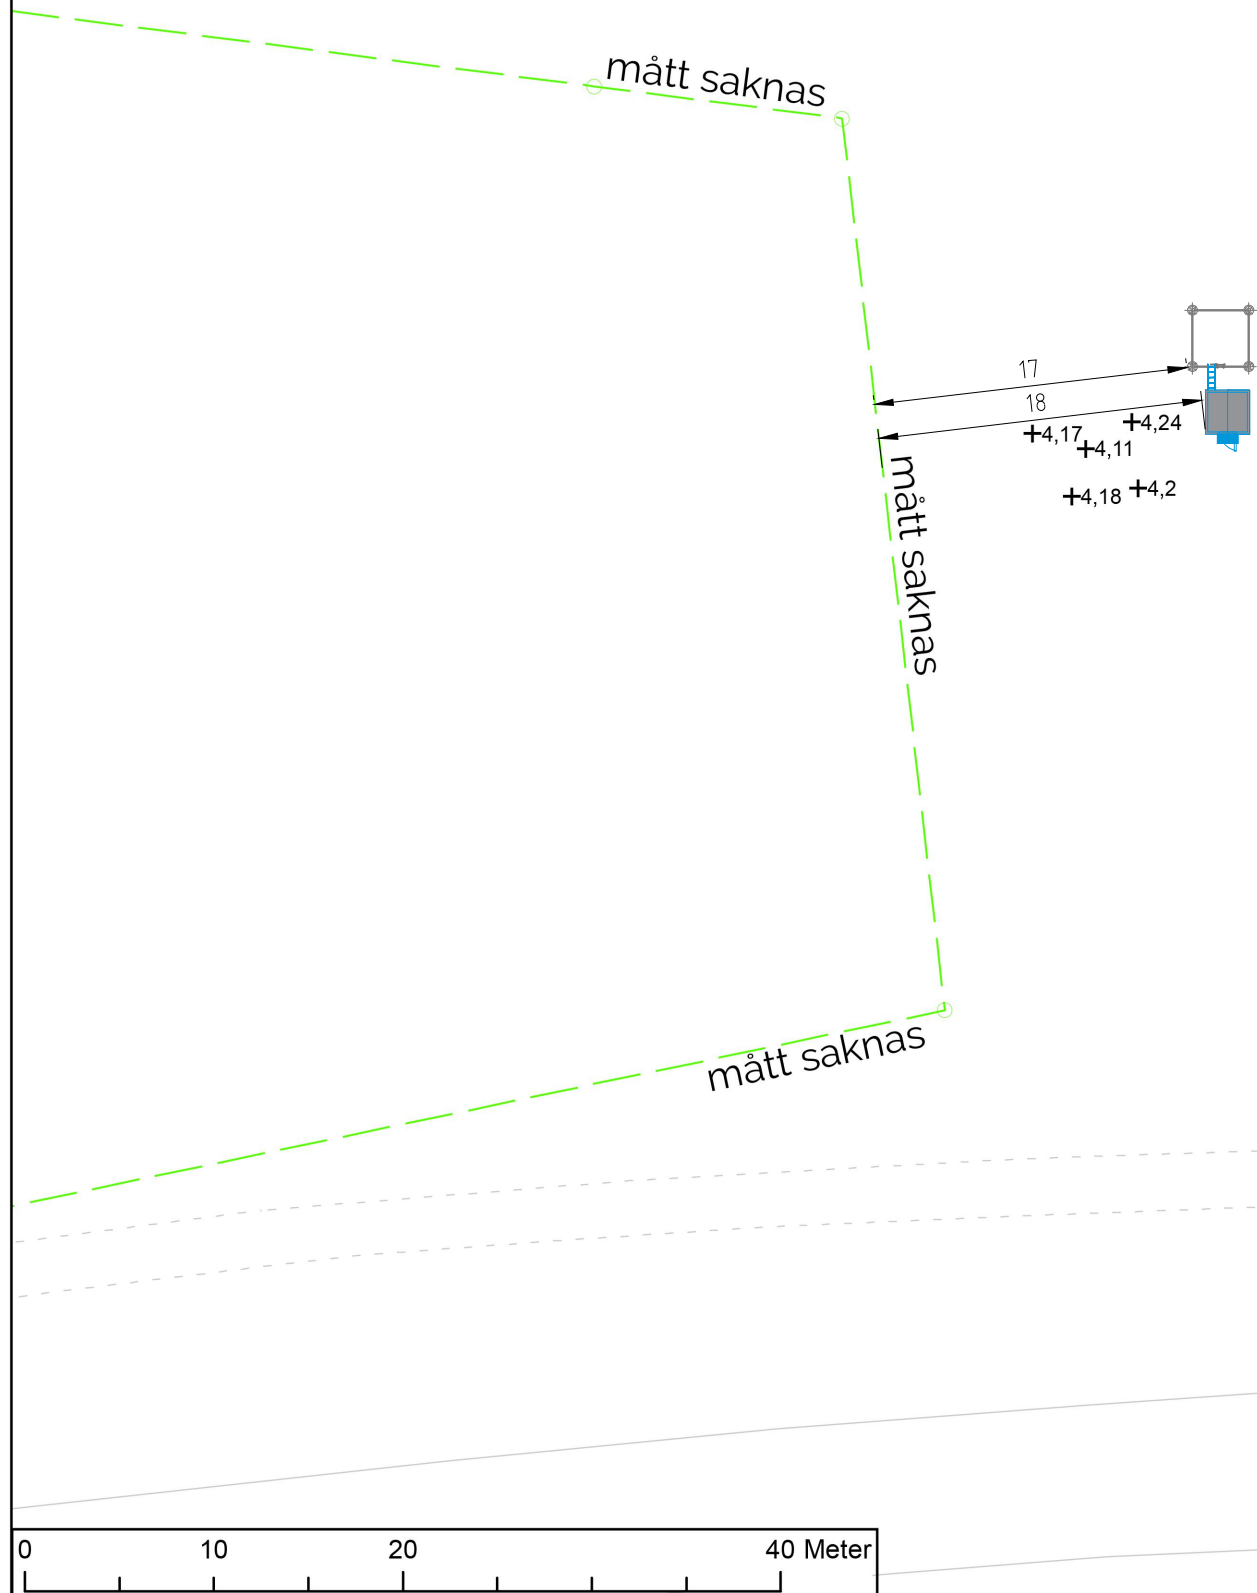 mått saknas
17
18
+4,24
+4,17
+4,11
+4,18
+4,2
mått saknas
mått saknas
0 10 20 40 Meter